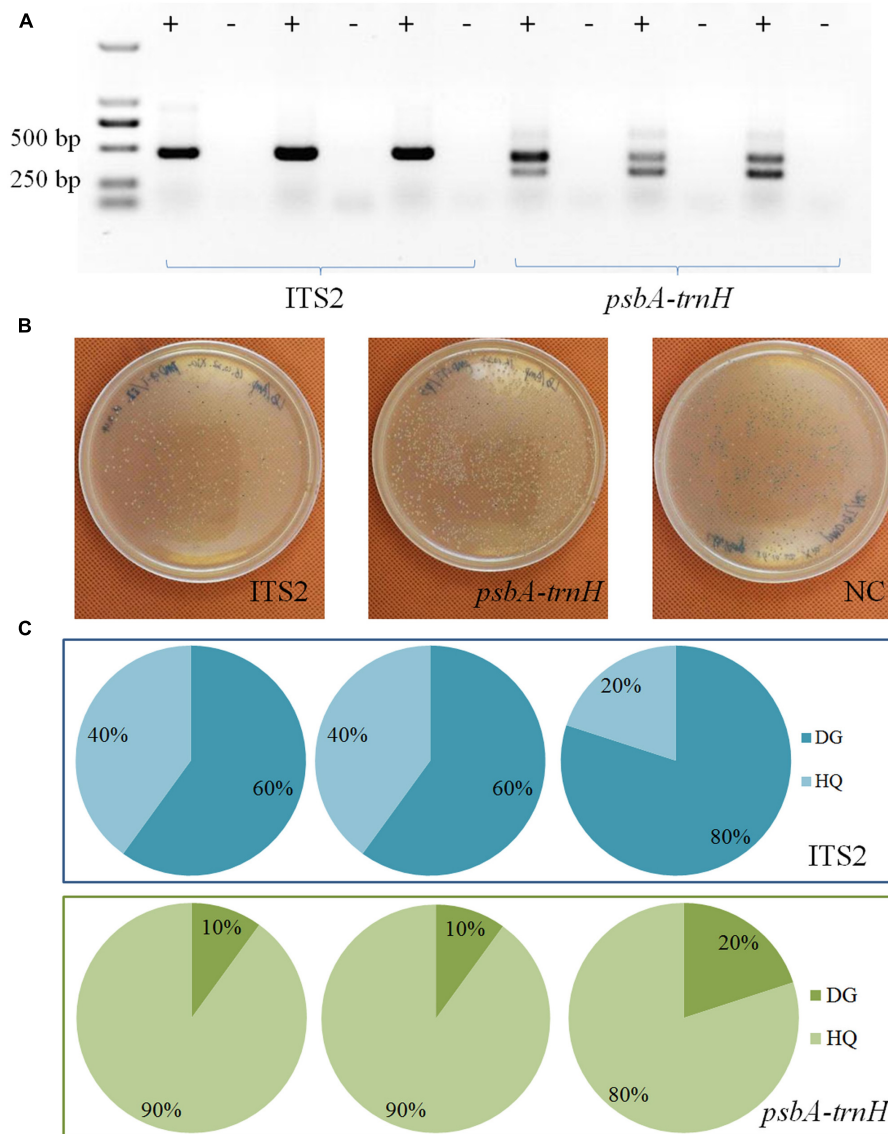 A
+ - + - + - + - + - + -
500 bp
250 bp
ITS2 psbA-trnH
B
ITS2 psbA-trnH NC
C
40% 60% 40% 60% 20% 80%
DG
HQ
ITS2
10% 90% 10% 90% 20% 80%
DG
HQ
psbA-trnH